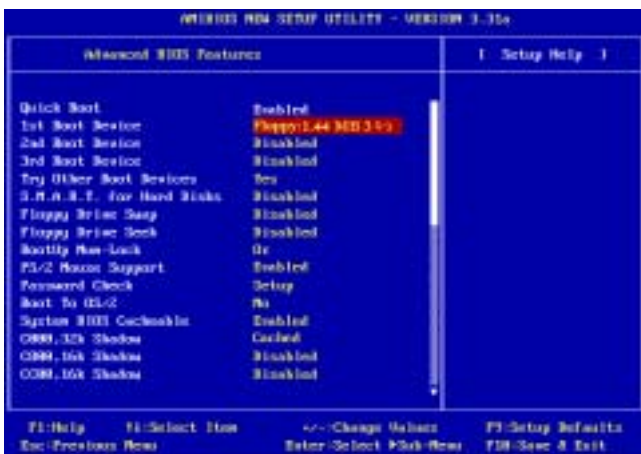 AMIBIOS NEW SETUP UTILITY - VERSION 3.31a
Advanced BIOS Features
[ Setup Help ]
Quick Boot Enabled
1st Boot Device Floppy:1.44 MB 3½
2nd Boot Device Disabled
3rd Boot Device Disabled
Try Other Boot Devices Yes
S.M.A.R.T. for Hard Disks Disabled
Floppy Drive Swap Disabled
Floppy Drive Seek Disabled
BootUp Num-Lock On
PS/2 Mouse Support Enabled
Password Check Setup
Boot To OS/2 No
System BIOS Cacheable Enabled
C000,32k Shadow Cached
C800,16k Shadow Disabled
CC00,16k Shadow Disabled
F1:Help ↑↓:Select Item +/-:Change Values F9:Setup Defaults
Esc:Previous Menu Enter:Select ▶Sub-Menu F10:Save & Exit